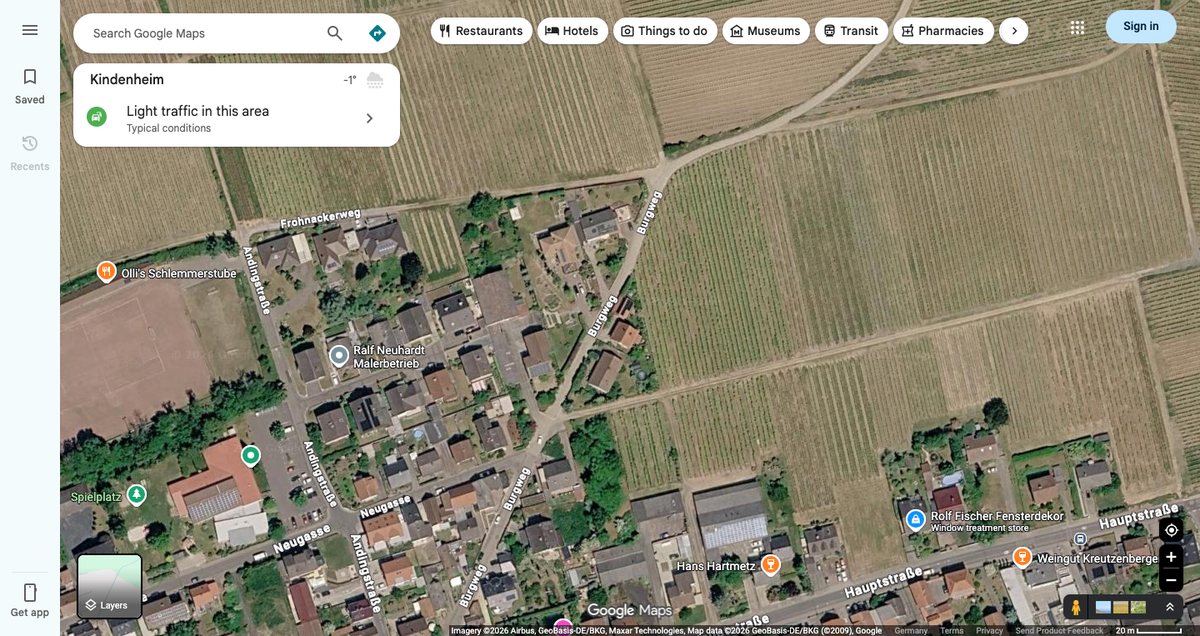 Search Google Maps
Restaurants
Hotels
Things to do
Museums
Transit
Pharmacies
Sign in
Saved
Recents
Kindenheim
-1°
Light traffic in this area
Typical conditions
Frohnackerweg
Burgweg
Olli's Schlemmerstube
Andingstraße
Burgweg
Ralf Neuhardt
Malerbetrieb
Andingstraße
Spielplatz
Burgweg
Neugasse
Neugasse
Andingstraße
Burgweg
Rolf Fischer Fensterdekor
Window treatment store
Hauptstraße
Hans Hartmetz
Weingut Kreutzenberge
Hauptstraße
Layers
Get app
Google Maps
Imagery ©2026 Airbus, GeoBasis-DE/BKG, Maxar Technologies, Map data ©2026 GeoBasis-DE/BKG (©2009), Google
Germany
Terms
Privacy
Send Product Feedback
20 m